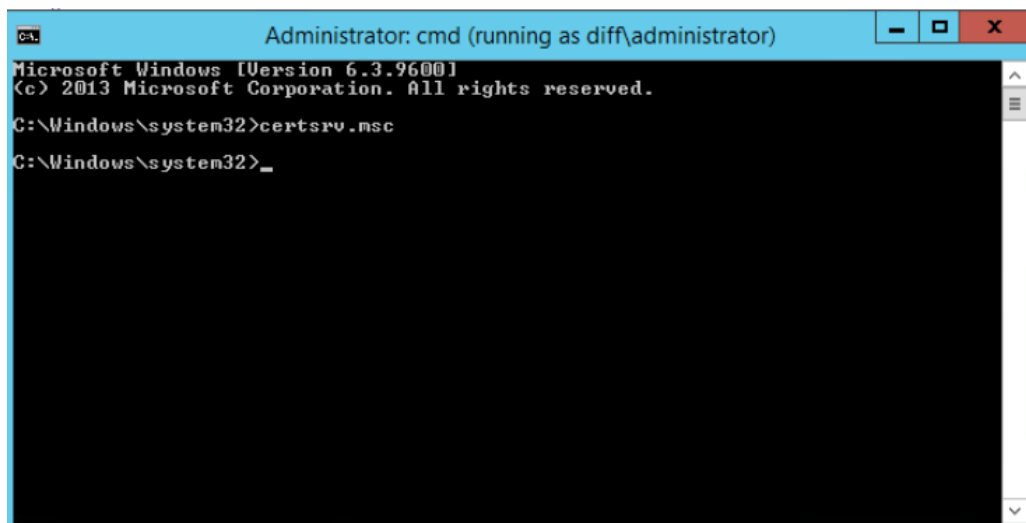 Administrator: cmd (running as diff\administrator)
Microsoft Windows [Version 6.3.9600]
(c) 2013 Microsoft Corporation. All rights reserved.
C:\Windows\system32>certsrv.msc
C:\Windows\system32>_